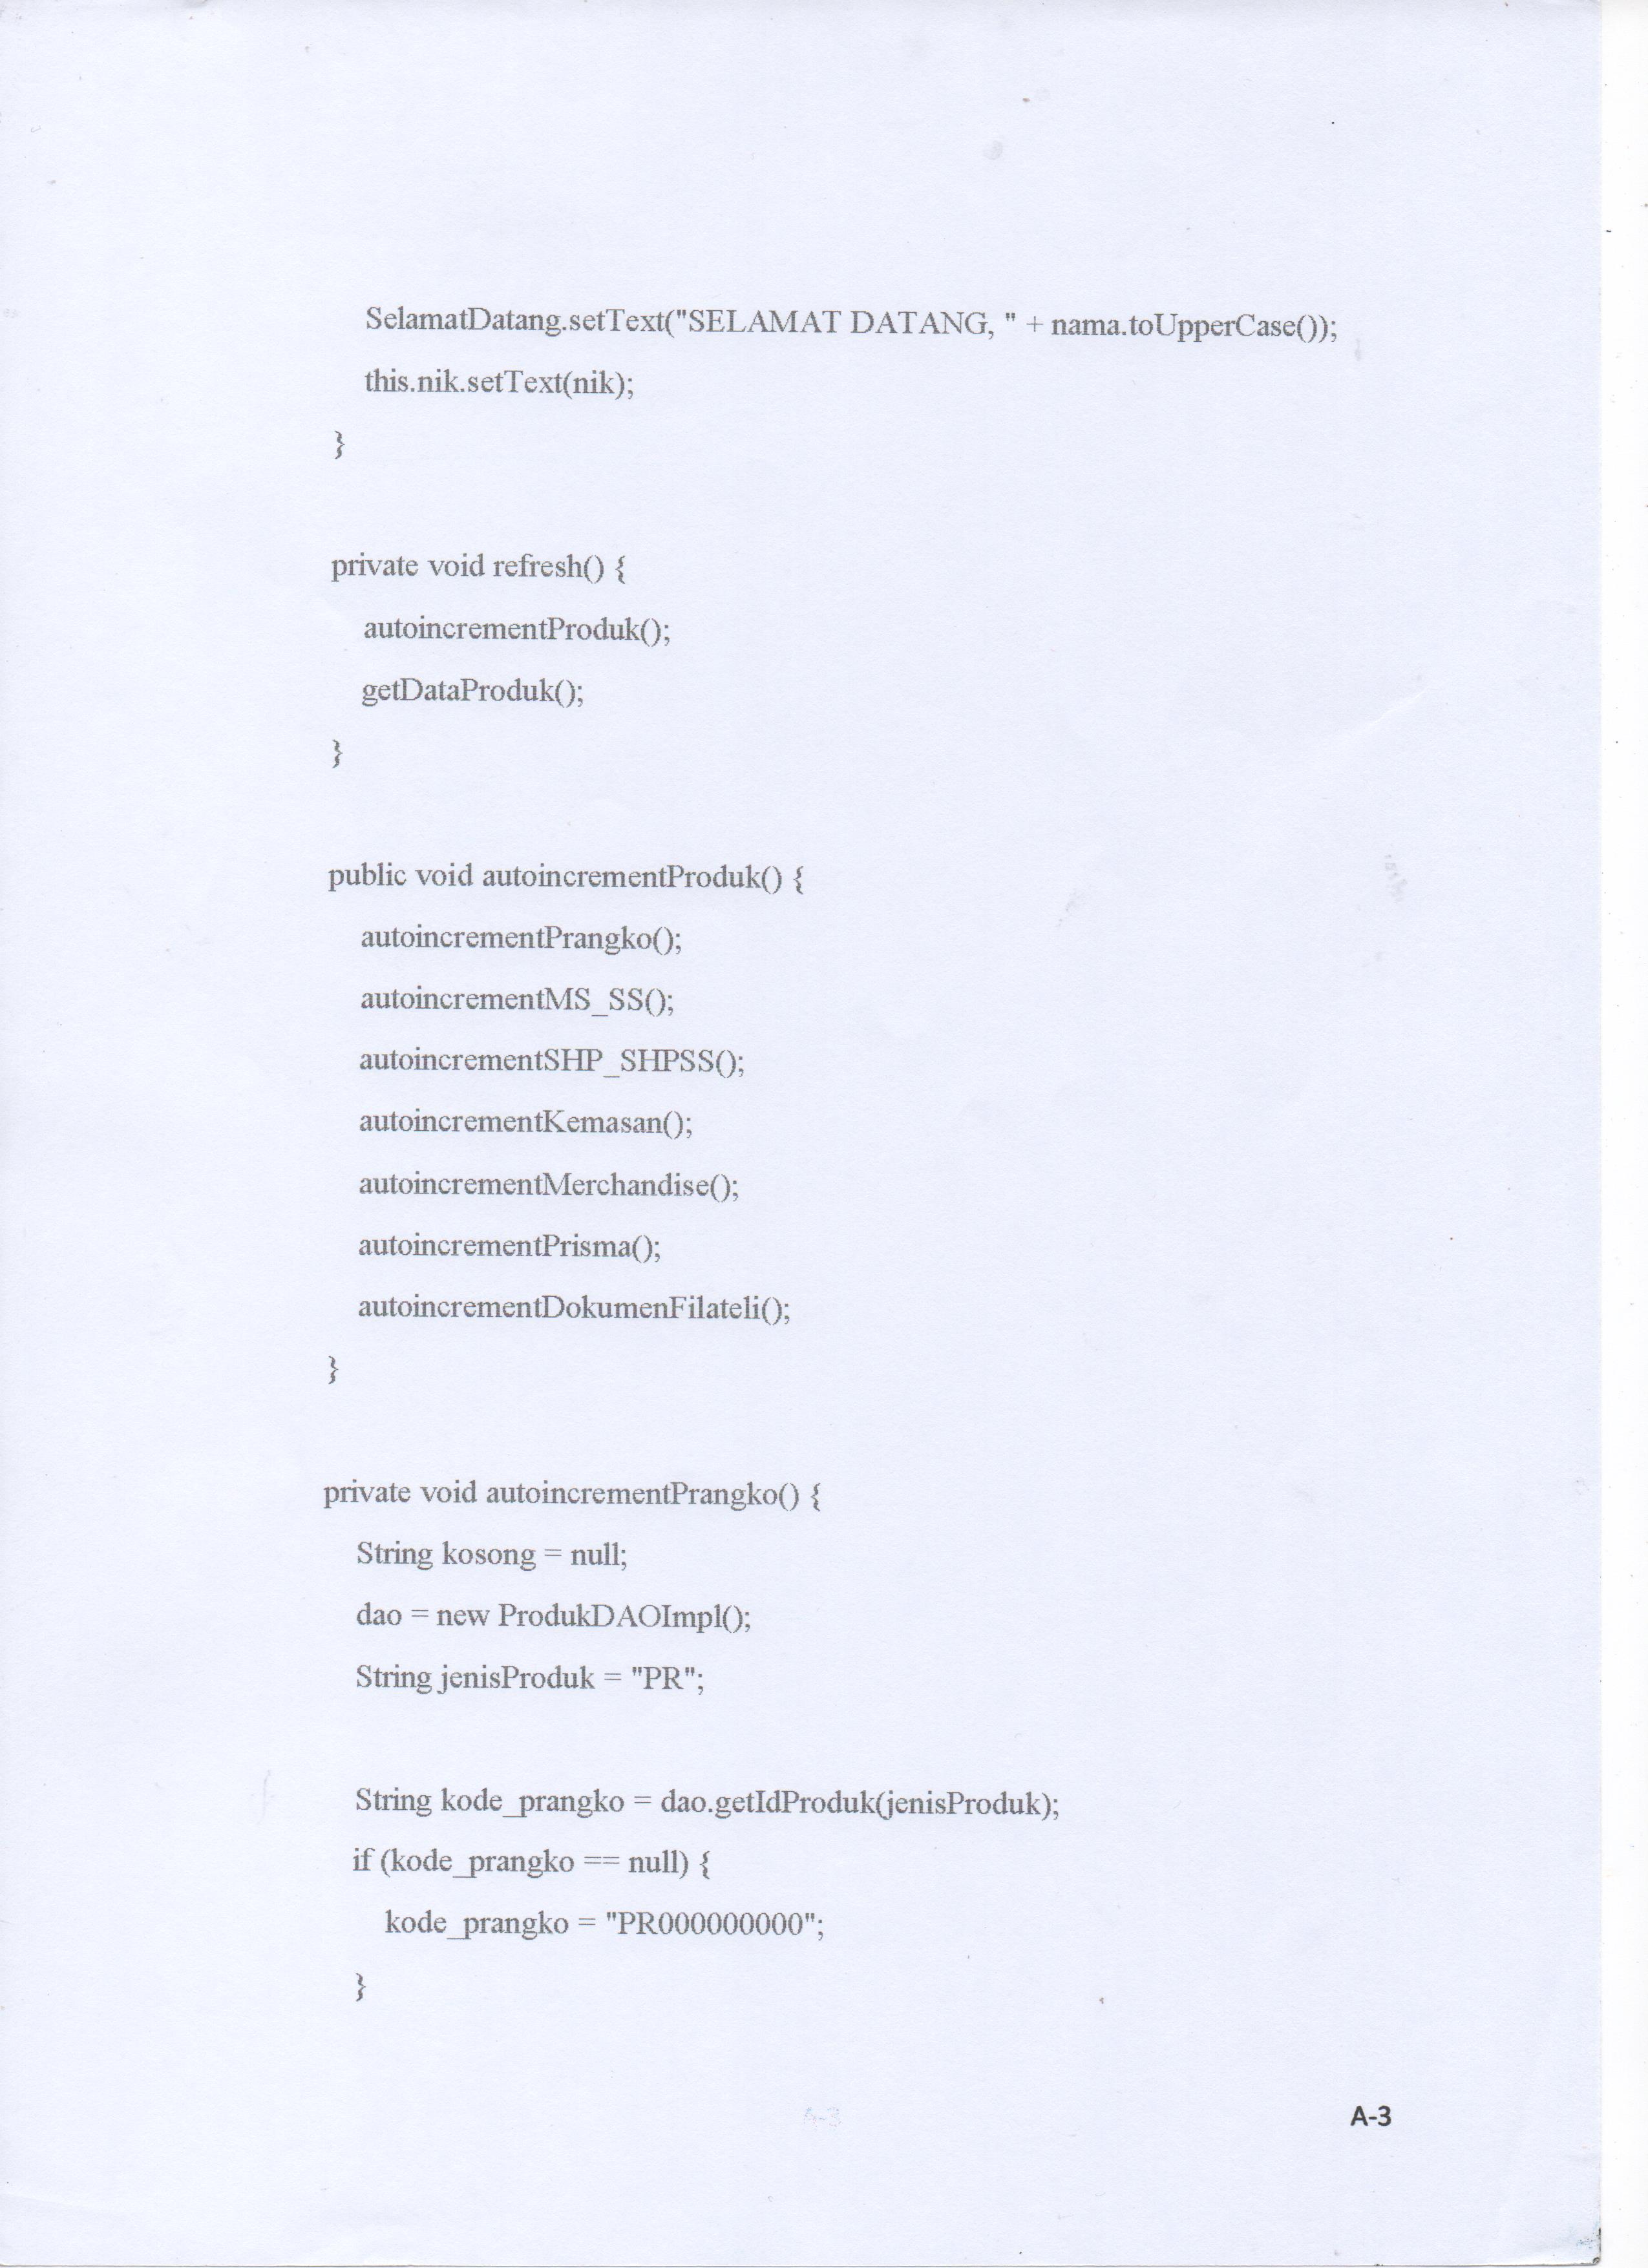 SelamatDatang.setText("SELAMAT DATANG, " + nama.toUpperCase());
this.nik.setText(nik);
}
private void refresh() {
autoincrementProduk();
getDataProduk();
}
public void autoincrementProduk() {
autoincrementPrangko();
autoincrementMS_SS();
autoincrementSHP_SHPSS();
autoincrementKemasan();
autoincrementMerchandise();
autoincrementPrisma();
autoincrementDokumenFilateli();
}
private void autoincrementPrangko() {
String kosong = null;
dao = new ProdukDAOImpl();
String jenisProduk = "PR";
String kode_prangko = dao.getIdProduk(jenisProduk);
if (kode_prangko == null) {
kode_prangko = "PR000000000";
}
A-3
A-3